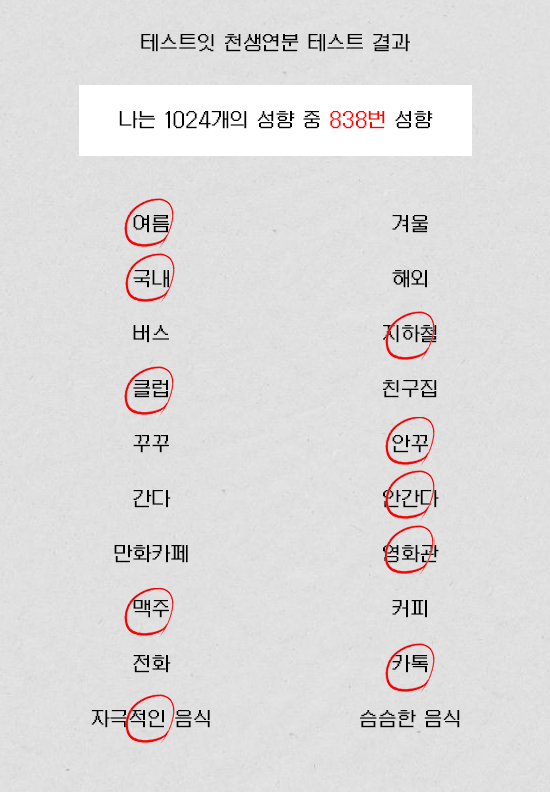 테스트잇 천생연분 테스트 결과
나는 1024개의 성향 중 838번 성향
여름 겨울
국내 해외
버스 지하철
클럽 친구집
꾸꾸 안꾸
간다 안간다
만화카페 영화관
맥주 커피
전화 카톡
자극적인 음식 슴슴한 음식